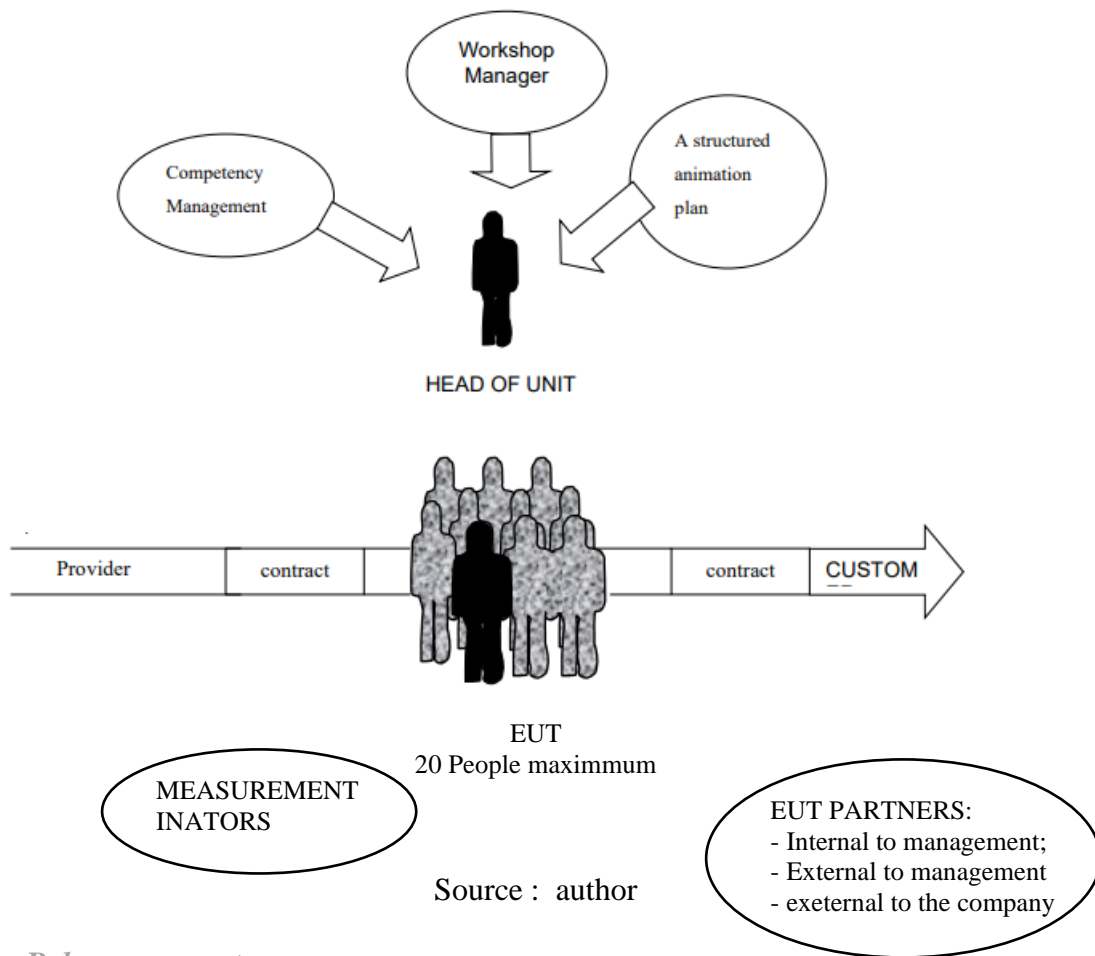 Workshop
Manager
Competency
Management
A structured
animation
plan
HEAD OF UNIT
Provider
contract
contract
CUSTOM
EUT
20 People maximmum
MEASUREMENT
INATORS
EUT PARTNERS:
- Internal to management;
- External to management
- exeternal to the company
Source : author